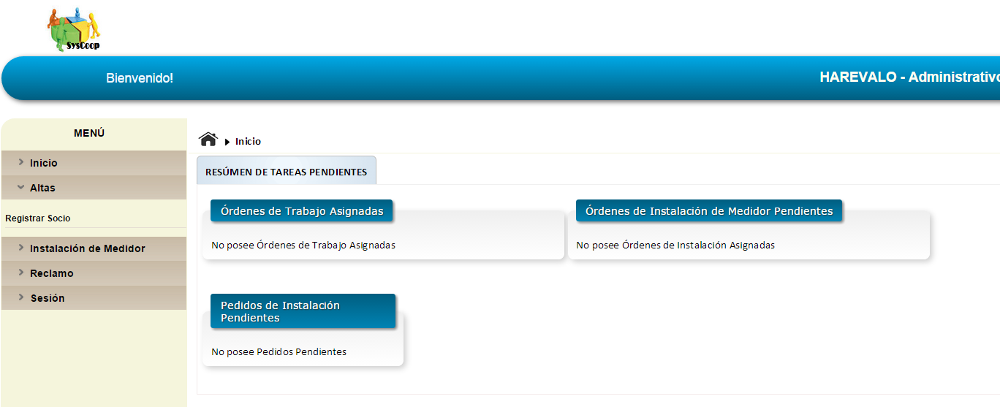 SysCoop
Bienvenido!
HAREVALO - Administrativo
MENÚ
Inicio
Altas
Registrar Socio
Instalación de Medidor
Reclamo
Sesión
Inicio
RESÚMEN DE TAREAS PENDIENTES
Órdenes de Trabajo Asignadas
No posee Órdenes de Trabajo Asignadas
Órdenes de Instalación de Medidor Pendientes
No posee Órdenes de Instalación Asignadas
Pedidos de Instalación
Pendientes
No posee Pedidos Pendientes